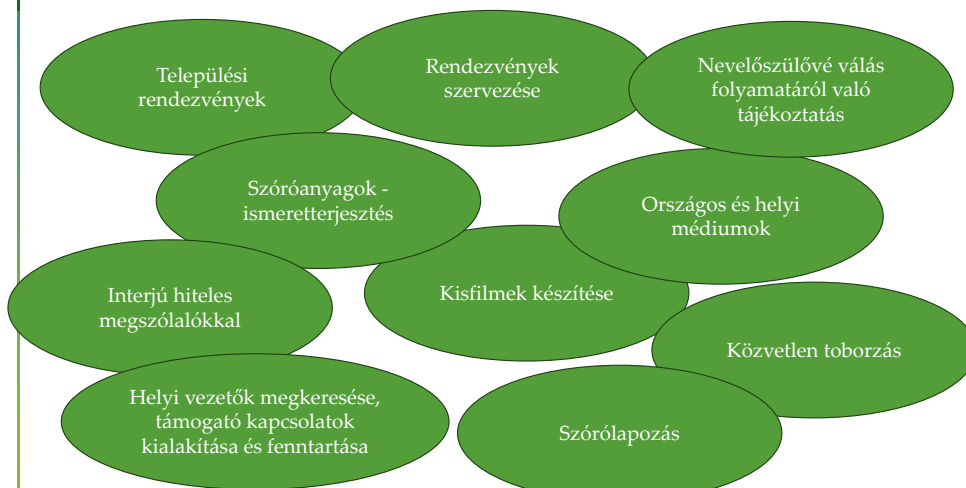 Települési
rendezvények
Rendezvények
szervezése
Nevelőszülővé válás
folyamatáról való
tájékoztatás
Szóróanyagok -
ismeretterjesztés
Országos és helyi
médiumok
Interjú hiteles
megszólalókkal
Kisfilmek készítése
Közvetlen toborzás
Helyi vezetők megkeresése,
támogató kapcsolatok
kialakítása és fenntartása
Szórólapozás